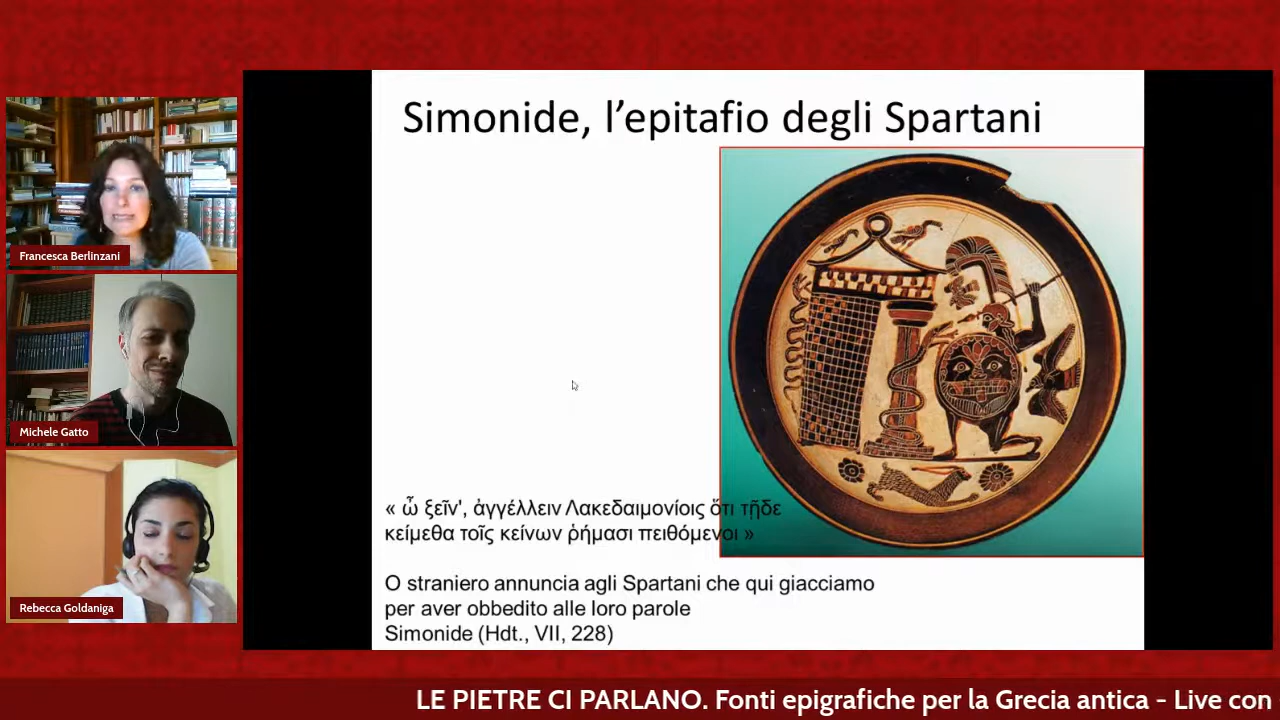 Simonide, l’epitafio degli Spartani
Francesca Berlinzani
Michele Gatto
Rebecca Goldaniga
« ὦ ξεῖν', ἀγγέλλειν Λακεδαιμονίοις ὅτι τῇδε
κείμεθα τοῖς κείνων ῥήμασι πειθόμενοι »
O straniero annuncia agli Spartani che qui giacciamo
per aver obbedito alle loro parole
Simonide (Hdt., VII, 228)
LE PIETRE CI PARLANO. Fonti epigrafiche per la Grecia antica - Live con